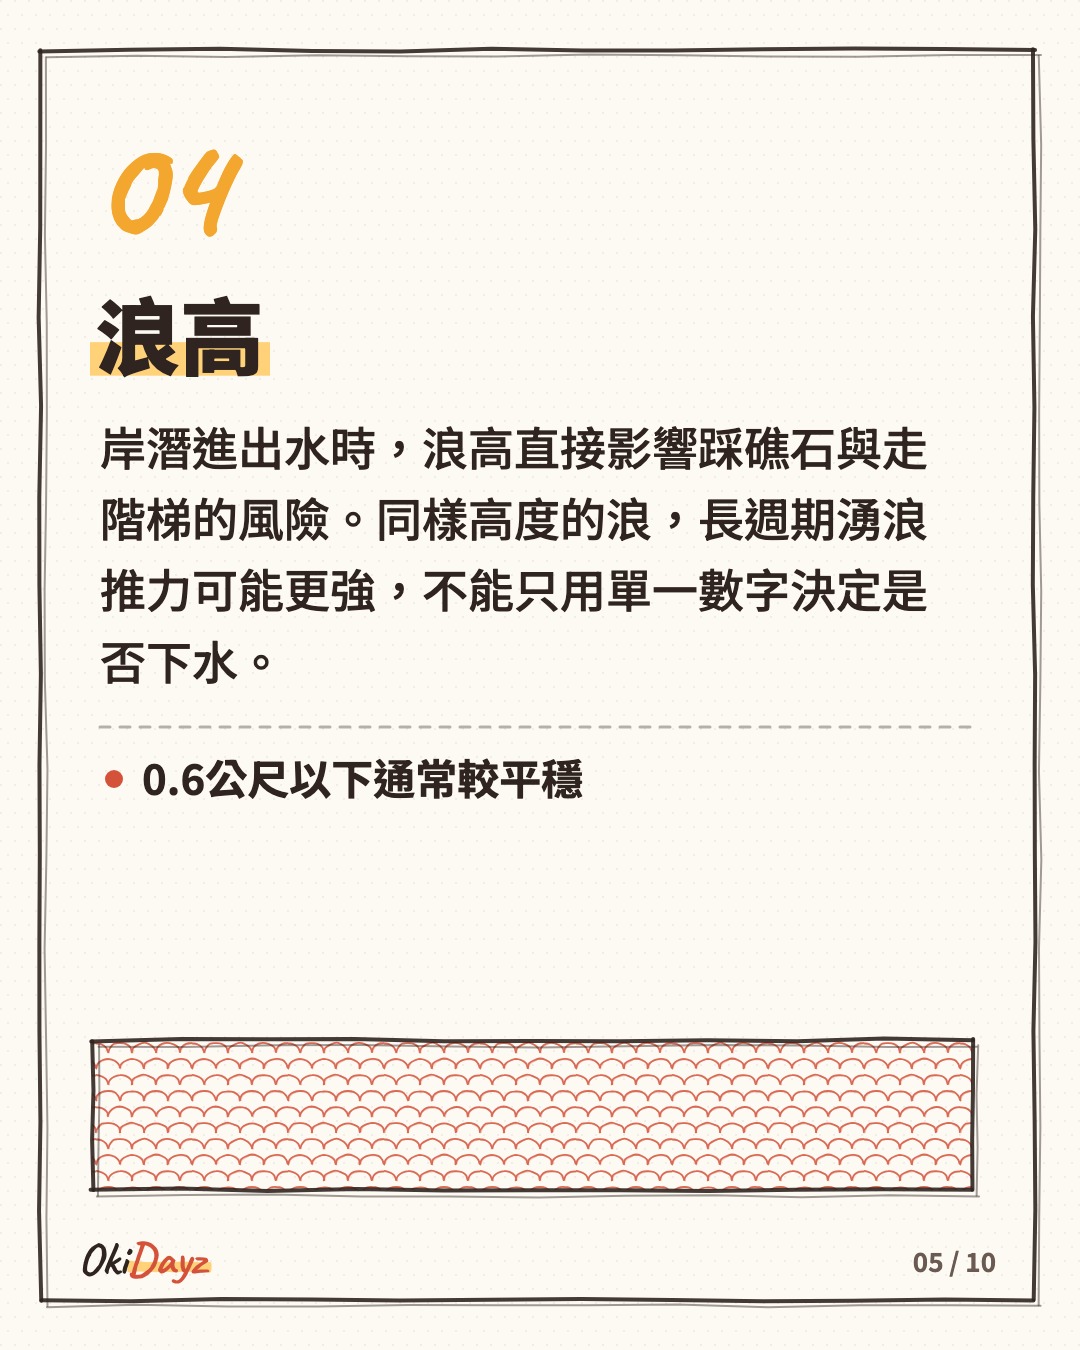 04
浪高
岸潛進出水時，浪高直接影響踩礁石與走
階梯的風險。同樣高度的浪，長週期湧浪
推力可能更強，不能只用單一數字決定是
否下水。
0.6公尺以下通常較平穩
OkiDayz
05 / 10